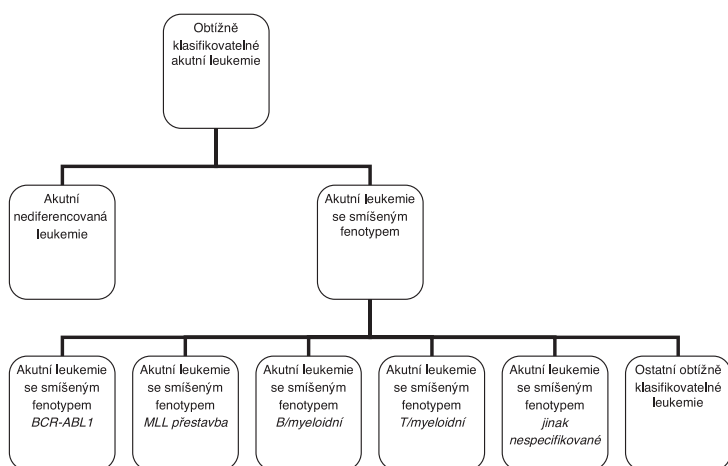 Obtížně
klasifikovatelné
akutní leukemie
Akutní
nediferencovaná
leukemie
Akutní leukemie
se smíšeným
fenotypem
Akutní leukemie
se smíšeným
fenotypem
BCR-ABL1
Akutní leukemie
se smíšeným
fenotypem
MLL přestavba
Akutní leukemie
se smíšeným
fenotypem
B/myeloidní
Akutní leukemie
se smíšeným
fenotypem
T/myeloidní
Akutní leukemie
se smíšeným
fenotypem
jinak
nespecifikované
Ostatní obtížně
klasifikovatelné
leukemie